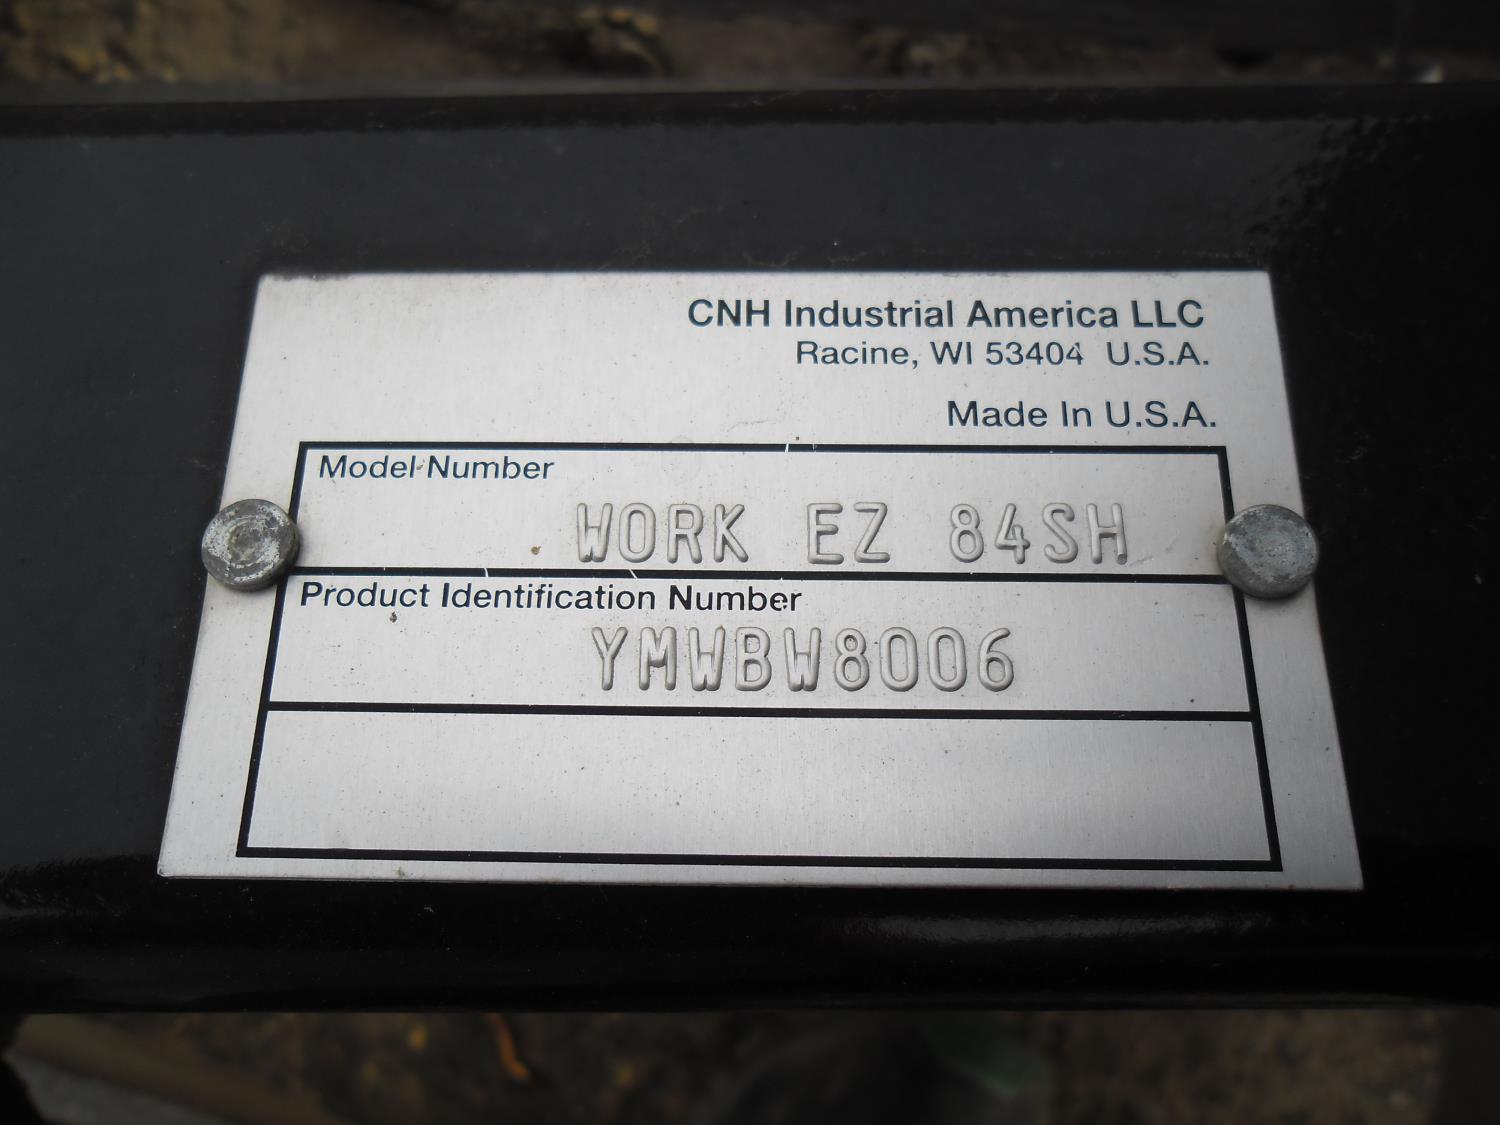 CNH Industrial America LLC
Racine, WI 53404 U.S.A.
Made In U.S.A.
Model Number
WORK EZ 84SH
Product Identification Number
YMWBW8006